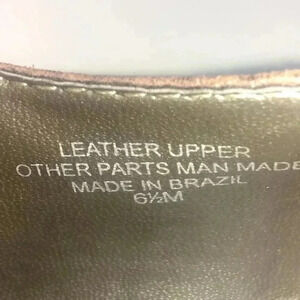 LEATHER UPPER
OTHER PARTS MAN MADE
MADE IN BRAZIL
6½M